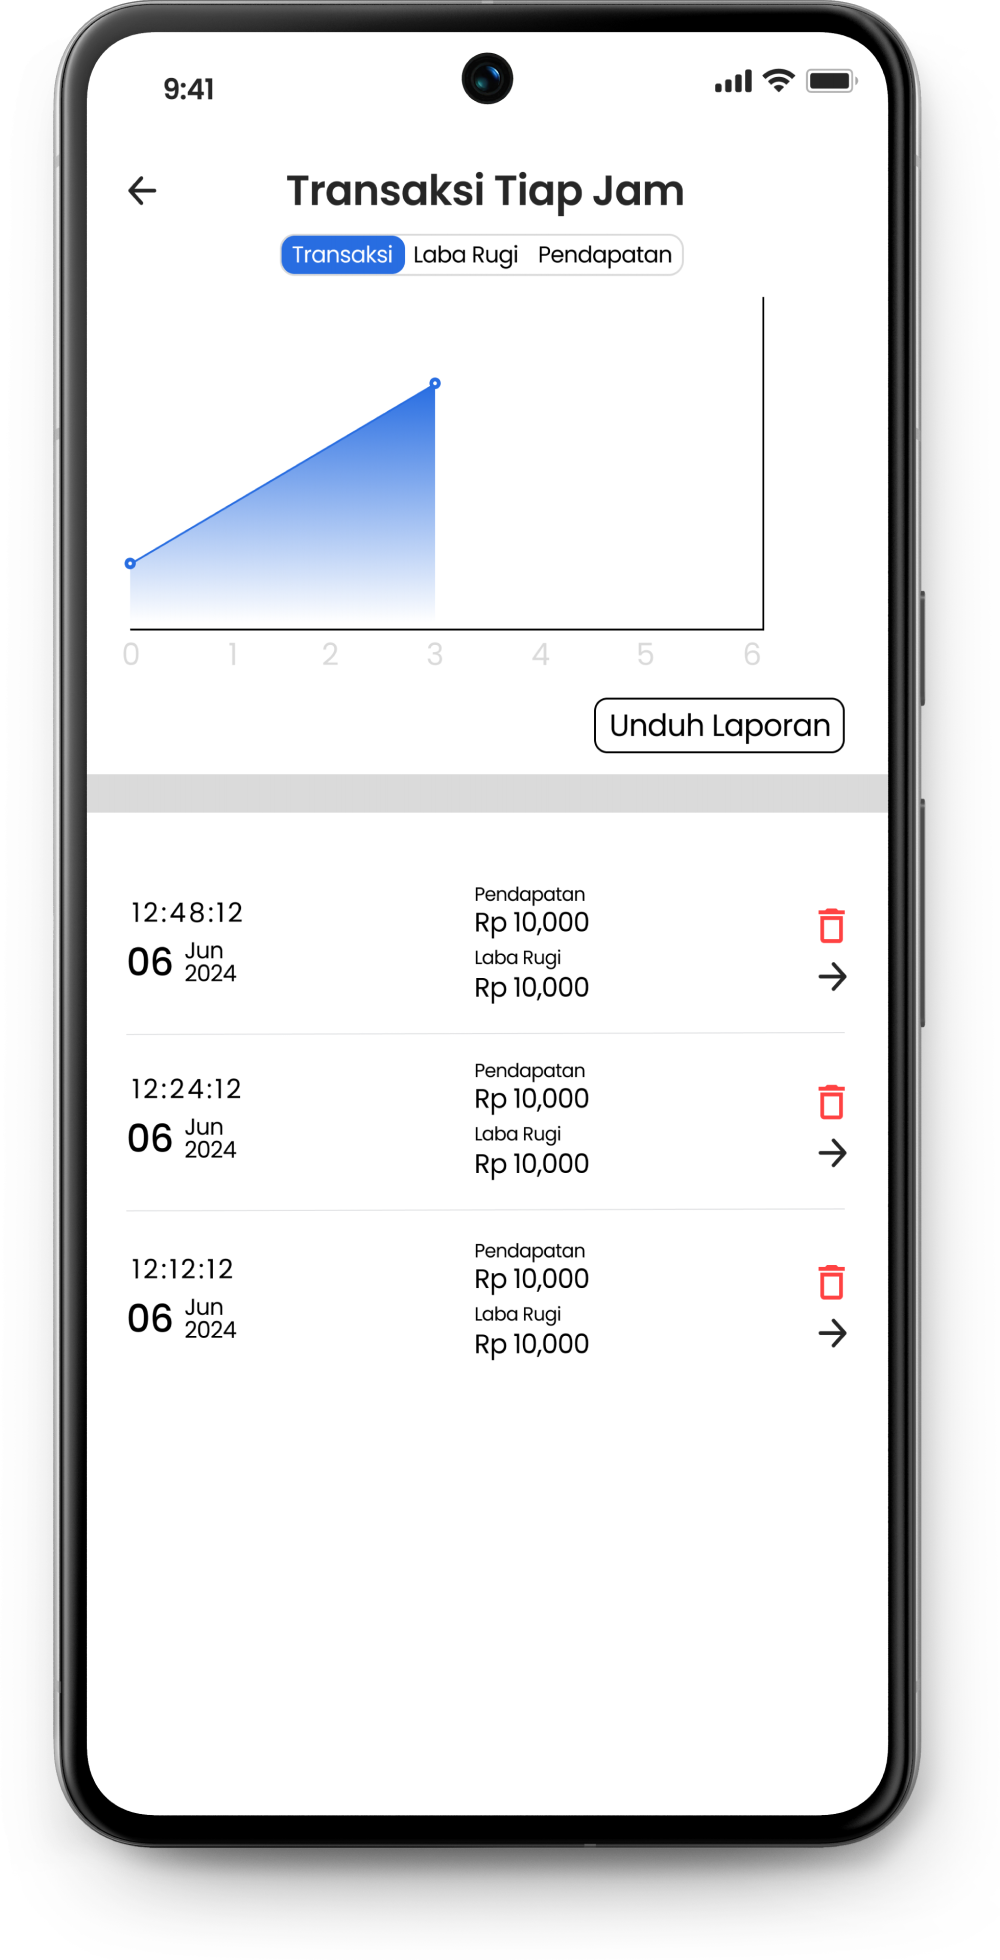 9:41
Transaksi Tiap Jam
Transaksi Laba Rugi Pendapatan
0 1 2 3 4 5 6
Unduh Laporan
12:48:12
06 Jun 2024
Pendapatan
Rp 10,000
Laba Rugi
Rp 10,000
12:24:12
06 Jun 2024
Pendapatan
Rp 10,000
Laba Rugi
Rp 10,000
12:12:12
06 Jun 2024
Pendapatan
Rp 10,000
Laba Rugi
Rp 10,000